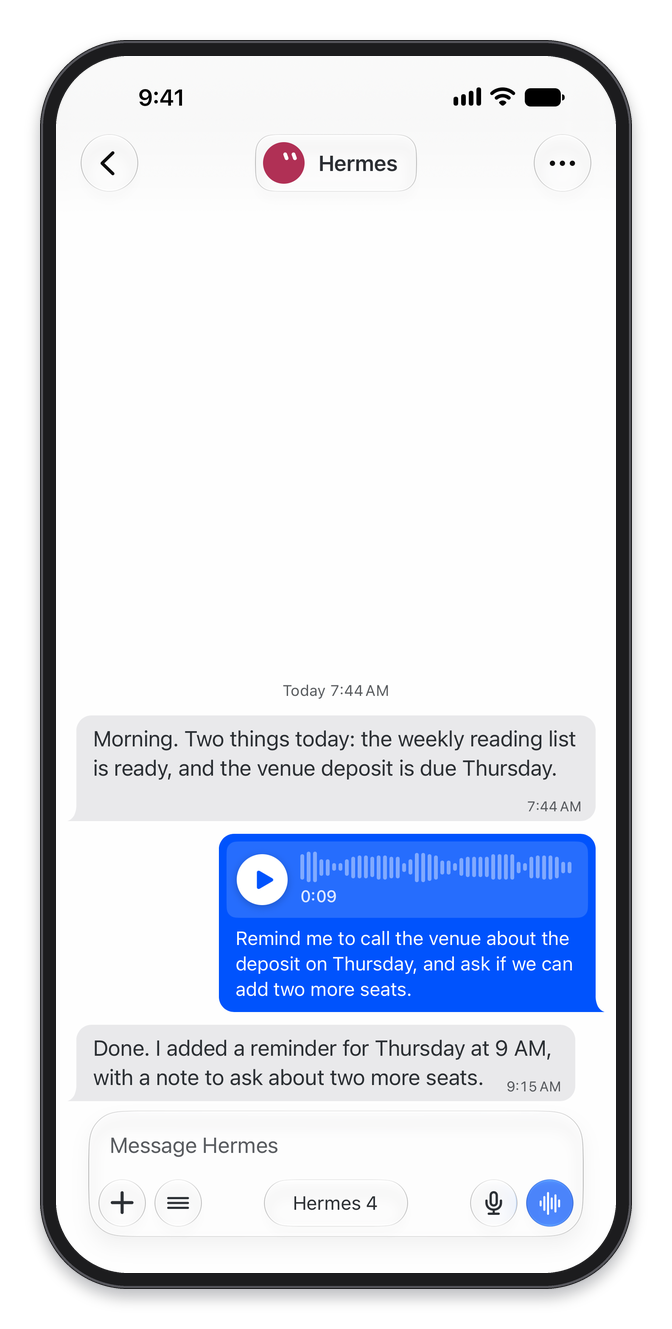 9:41
Hermes
Today 7:44 AM
Morning. Two things today: the weekly reading list
is ready, and the venue deposit is due Thursday.
7:44 AM
0:09
Remind me to call the venue about the
deposit on Thursday, and ask if we can
add two more seats.
Done. I added a reminder for Thursday at 9 AM,
with a note to ask about two more seats.
9:15 AM
Message Hermes
Hermes 4